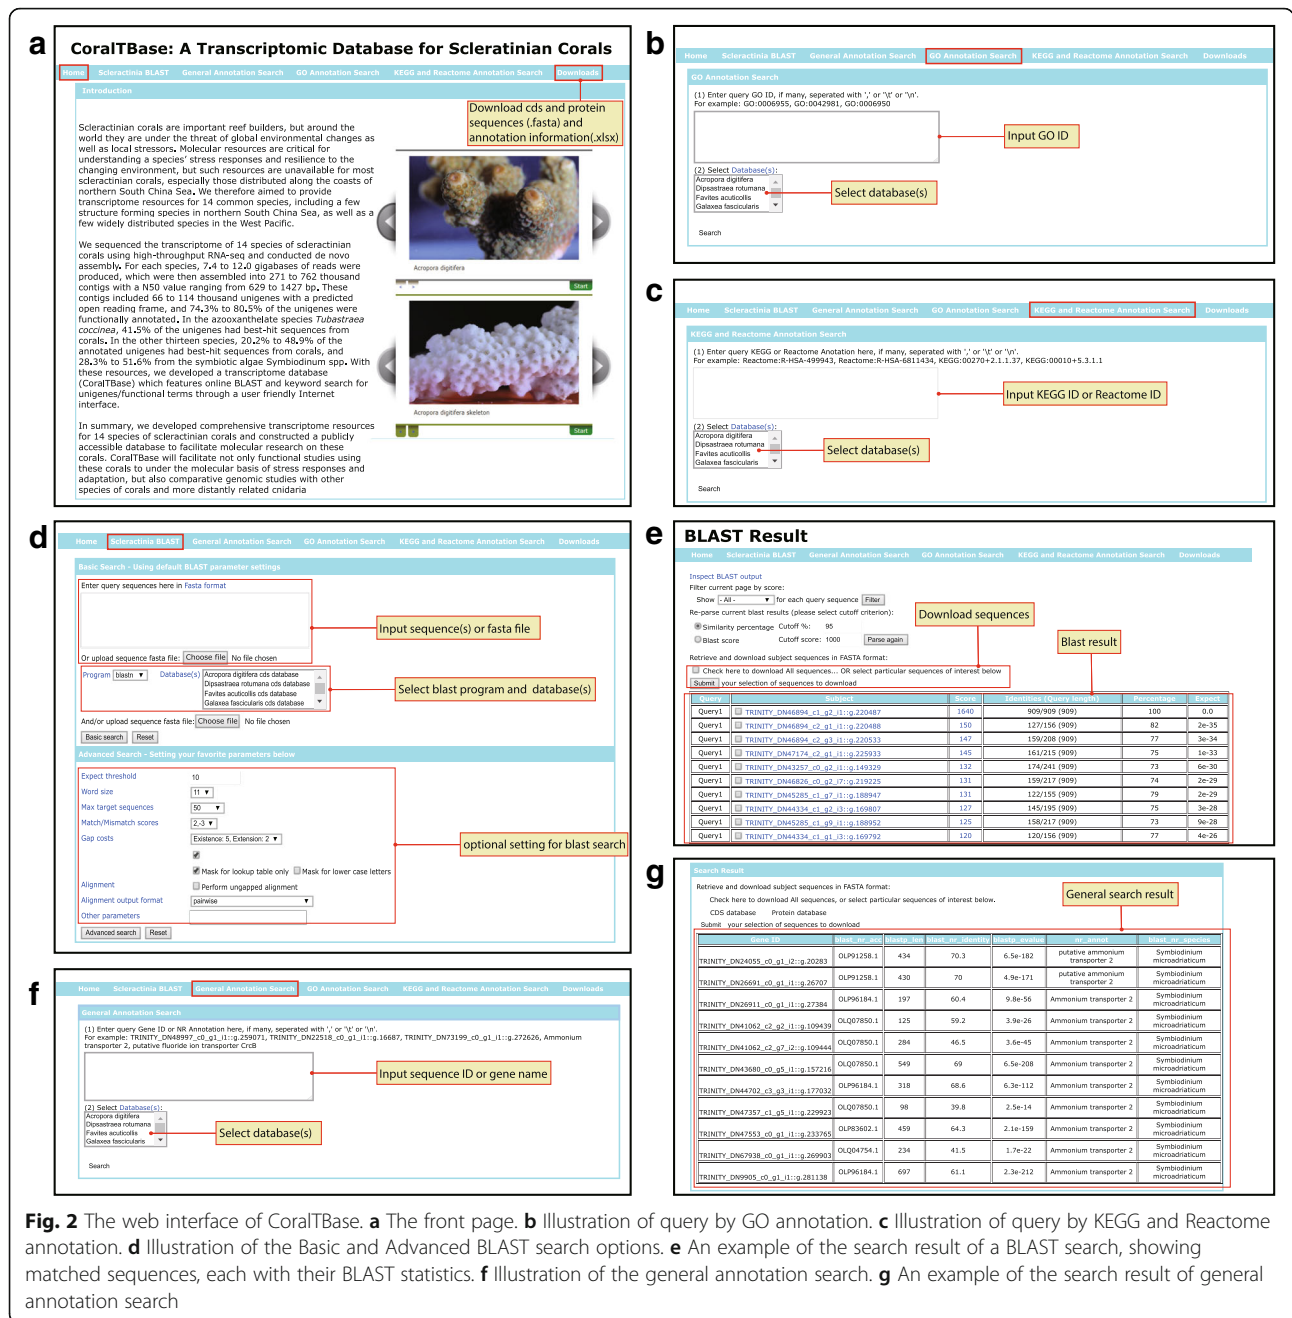 a
CoralTBase: A Transcriptomic Database for Scleratinian Corals
Home Scleractinia BLAST General Annotation Search GO Annotation Search KEGG and Reactome Annotation Search Downloads
Introduction
Download cds and protein
sequences (.fasta) and
annotation information(.xlsx)
Scleractinian corals are important reef builders, but around the
world they are under the threat of global environmental changes as
well as local stressors. Molecular resources are critical for
understanding a species' stress responses and resilience to the
changing environment, but such resources are unavailable for most
scleractinian corals, especially those distributed along the coasts of
northern South China Sea. We therefore aimed to provide
transcriptome resources for 14 common species, including a few
structure forming species in northern South China Sea, as well as a
few widely distributed species in the West Pacific.
We sequenced the transcriptome of 14 species of scleractinian
corals using high-throughput RNA-seq and conducted de novo
assembly. For each species, 7.4 to 12.0 gigabases of reads were
produced, which were then assembled into 271 to 762 thousand
contigs with a N50 value ranging from 629 to 1427 bp. These
contigs included 66 to 114 thousand unigenes with a predicted
open reading frame, and 74.3% to 80.5% of the unigenes were
functionally annotated. In the azooxanthelate species Tubastraea
coccinea, 41.5% of the unigenes had best-hit sequences from
corals. In the other thirteen species, 20.2% to 48.9% of the
annotated unigenes had best-hit sequences from corals, and
28.3% to 51.6% from the symbiotic algae Symbiodinum spp. With
these resources, we developed a transcriptome database
(CoralTBase) which features online BLAST and keyword search for
unigenes/functional terms through a user friendly Internet
interface.
In summary, we developed comprehensive transcriptome resources
for 14 species of scleractinian corals and constructed a publicly
accessible database to facilitate molecular research on these
corals. CoralTBase will facilitate not only functional studies using
these corals to under the molecular basis of stress responses and
adaptation, but also comparative genomic studies with other
species of corals and more distantly related cnidaria
Acropora digitifera
Start
Acropora digitifera skeleton
Start
b
Home Scleractinia BLAST General Annotation Search GO Annotation Search KEGG and Reactome Annotation Search Downloads
GO Annotation Search
(1) Enter query GO ID, if many, seperated with ',' or '\t' or '\n'.
For example: GO:0006955, GO:0042981, GO:0006950
Input GO ID
(2) Select Database(s):
Acropora digitifera
Dipsastraea rotumana
Favites acuticollis
Galaxea fascicularis
Select database(s)
Search
c
Home Scleractinia BLAST General Annotation Search GO Annotation Search KEGG and Reactome Annotation Search Downloads
KEGG and Reactome Annotation Search
(1) Enter query KEGG or Reactome Anotation here, if many, seperated with ',' or '\t' or '\n'.
For example: Reactome:R-HSA-499943, Reactome:R-HSA-6811434, KEGG:00270+2.1.1.37, KEGG:00010+5.3.1.1
Input KEGG ID or Reactome ID
(2) Select Database(s):
Acropora digitifera
Dipsastraea rotumana
Favites acuticollis
Galaxea fascicularis
Select database(s)
Search
d
Home Scleractinia BLAST General Annotation Search GO Annotation Search KEGG and Reactome Annotation Search Downloads
Basic Search - Using default BLAST parameter settings
Enter query sequences here in Fasta format
Input sequence(s) or fasta file
Or upload sequence fasta file: Choose file No file chosen
Program blastn Database(s) Acropora digitifera cds database
Dipsastraea rotumana cds database
Favites acuticollis cds database
Galaxea fascicularis cds database
Select blast program and database(s)
And/or upload sequence fasta file: Choose file No file chosen
Basic search Reset
Advanced Search - Setting your favorite parameters below
Expect threshold 10
Word size 11
Max target sequences 50
Match/Mismatch scores 2,-3
Gap costs Existence: 5, Extension: 2
optional setting for blast search
Mask for lookup table only Mask for lower case letters
Alignment Perform ungapped alignment
Alignment output format pairwise
Other parameters
Advanced search Reset
e
BLAST Result
Home Scleractinia BLAST General Annotation Search GO Annotation Search KEGG and Reactome Annotation Search Downloads
Inspect BLAST output
Filter current page by score:
Show - All - for each query sequence Filter
Re-parse current blast results (please select cutoff criterion):
Similarity percentage Cutoff %: 95
Blast score Cutoff score: 1000 Parse again
Download sequences
Blast result
Retrieve and download subject sequences in FASTA format:
Check here to download All sequences... OR select particular sequences of interest below
Submit your selection of sequences to download
Query Subject Score Identities (Query length) Percentage Expect
Query1 TRINITY_DN46894_c1_g2_i1::g.220487 1640 909/909 (909) 100 0.0
Query1 TRINITY_DN46894_c2_g1_i1::g.220488 150 127/156 (909) 82 2e-35
Query1 TRINITY_DN46894_c2_g3_i1::g.220533 147 159/208 (909) 77 3e-34
Query1 TRINITY_DN47174_c2_g1_i1::g.225933 145 161/215 (909) 75 1e-33
Query1 TRINITY_DN43257_c0_g2_i1::g.149329 132 174/241 (909) 73 6e-30
Query1 TRINITY_DN46826_c0_g2_i7::g.219225 131 159/217 (909) 74 2e-29
Query1 TRINITY_DN45285_c1_g7_i1::g.188947 131 122/155 (909) 79 2e-29
Query1 TRINITY_DN44334_c1_g2_i3::g.169807 127 145/195 (909) 75 3e-28
Query1 TRINITY_DN45285_c1_g9_i1::g.188952 125 158/217 (909) 73 9e-28
Query1 TRINITY_DN44334_c1_g1_i3::g.169792 120 120/156 (909) 77 4e-26
f
Home Scleractinia BLAST General Annotation Search GO Annotation Search KEGG and Reactome Annotation Search Downloads
General Annotation Search
(1) Enter query Gene ID or NR Annotation here, if many, seperated with ',' or '\t' or '\n'.
For example: TRINITY_DN48997_c0_g1_i1::g.259071, TRINITY_DN22518_c0_g1_i1::g.16687, TRINITY_DN73199_c0_g1_i1::g.272626, Ammonium
transporter 2, putative fluoride ion transporter CrcB
Input sequence ID or gene name
(2) Select Database(s):
Acropora digitifera
Dipsastraea rotumana
Favites acuticollis
Galaxea fascicularis
Select database(s)
Search
g
Search Result
Retrieve and download subject sequences in FASTA format:
Check here to download All sequences, or select particular sequences of interest below.
CDS database Protein database
Submit your selection of sequences to download
General search result
Gene ID blast_nr_acc blastp_len blast_nr_identity blastp_evalue nr_annot blast_nr_species
TRINITY_DN24055_c0_g1_i2::g.20283 OLP91258.1 434 70.3 6.5e-182 putative ammonium transporter 2 Symbiodinium microadriaticum
TRINITY_DN26691_c0_g1_i1::g.26707 OLP91258.1 430 70 4.9e-171 putative ammonium transporter 2 Symbiodinium microadriaticum
TRINITY_DN26911_c0_g1_i1::g.27384 OLP96184.1 197 60.4 9.8e-56 Ammonium transporter 2 Symbiodinium microadriaticum
TRINITY_DN41062_c2_g2_i1::g.109439 OLQ07850.1 125 59.2 3.9e-26 Ammonium transporter 2 Symbiodinium microadriaticum
TRINITY_DN41062_c2_g7_i2::g.109444 OLQ07850.1 284 46.5 3.6e-45 Ammonium transporter 2 Symbiodinium microadriaticum
TRINITY_DN43680_c0_g5_i1::g.157216 OLQ07850.1 549 69 6.5e-208 Ammonium transporter 2 Symbiodinium microadriaticum
TRINITY_DN44702_c3_g3_i1::g.177032 OLP96184.1 318 68.6 6.3e-112 Ammonium transporter 2 Symbiodinium microadriaticum
TRINITY_DN47357_c1_g5_i1::g.229923 OLQ07850.1 98 39.8 2.5e-14 Ammonium transporter 2 Symbiodinium microadriaticum
TRINITY_DN47553_c0_g1_i1::g.233765 OLP83602.1 459 64.3 2.1e-159 Ammonium transporter 2 Symbiodinium microadriaticum
TRINITY_DN67938_c0_g1_i1::g.269903 OLQ04754.1 234 41.5 1.7e-22 Ammonium transporter 2 Symbiodinium microadriaticum
TRINITY_DN9905_c0_g1_i1::g.281138 OLP96184.1 697 61.1 2.3e-212 Ammonium transporter 2 Symbiodinium microadriaticum
Fig. 2 The web interface of CoralTBase. a The front page. b Illustration of query by GO annotation. c Illustration of query by KEGG and Reactome
annotation. d Illustration of the Basic and Advanced BLAST search options. e An example of the search result of a BLAST search, showing
matched sequences, each with their BLAST statistics. f Illustration of the general annotation search. g An example of the search result of general
annotation search